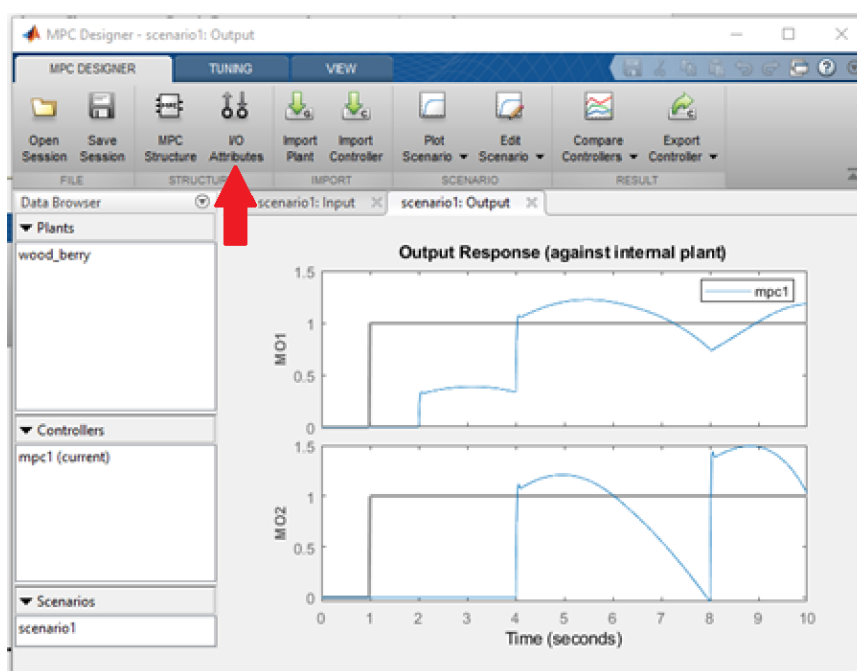 MPC Designer - scenario1: Output
MPC DESIGNER TUNING VIEW
Open Session
Save Session
MPC Structure
I/O Attributes
Import Plant
Import Controller
Plot Scenario
Edit Scenario
Compare Controllers
Export Controller
FILE STRUCTU IMPORT SCENARIO RESULT
Data Browser
scenario1: Input
scenario1: Output
Plants
wood_berry
Controllers
mpc1 (current)
Scenarios
scenario1
Output Response (against internal plant)
mpc1
1.5
1
0.5
0
MO1
1.5
1
0.5
0
MO2
0 1 2 3 4 5 6 7 8 9 10
Time (seconds)